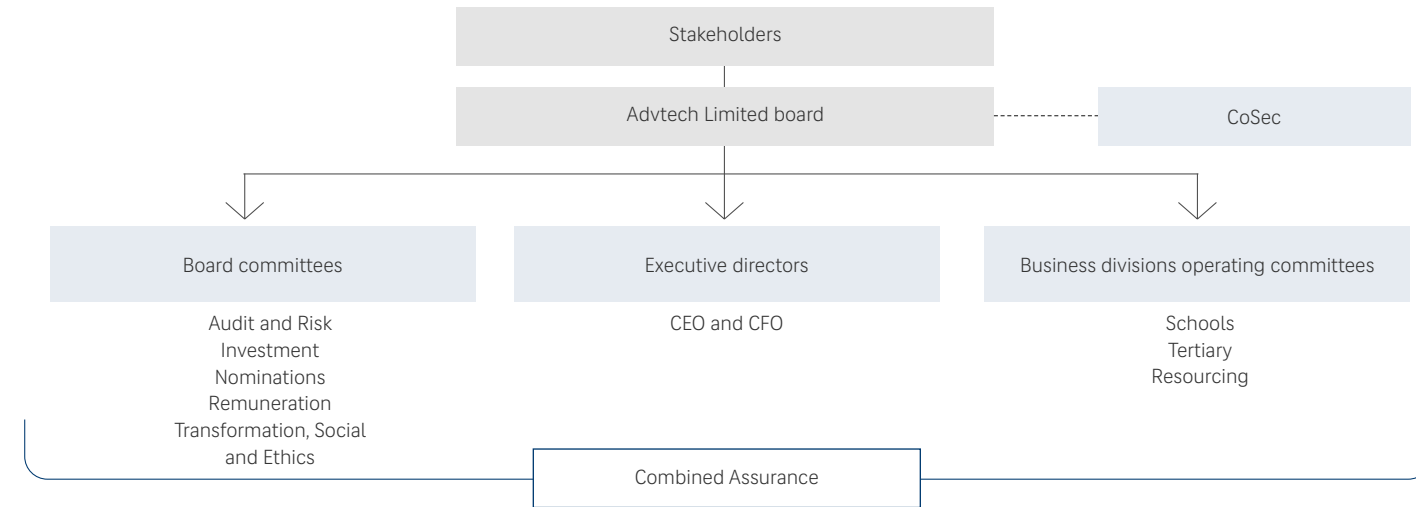 Stakeholders
Advtech Limited board
CoSec
Board committees
Executive directors
Business divisions operating committees
Audit and Risk
Investment
Nominations
Remuneration
Transformation, Social
and Ethics
CEO and CFO
Schools
Tertiary
Resourcing
Combined Assurance